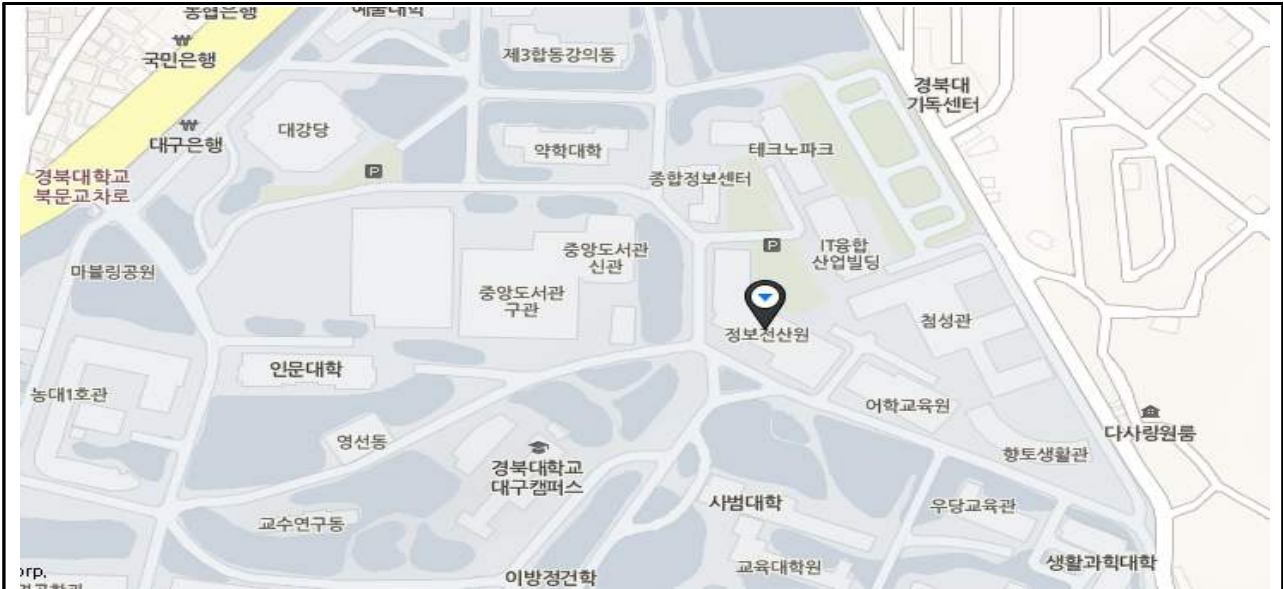 농협은행
예술대학
₩
국민은행
제3합동강의동
경북대
기독센터
₩
대구은행
대강당
약학대학
테크노파크
P
종합정보센터
경북대학교
북문교차로
중앙도서관
신관
P
IT융합
산업빌딩
마블링공원
중앙도서관
구관
첨성관
정보전산원
인문대학
농대1호관
어학교육원
다사랑원룸
영선동
향토생활관
경북대학교
대구캠퍼스
사범대학
우당교육관
교수연구동
생활과학대학
교육대학원
이방정건학
orp.